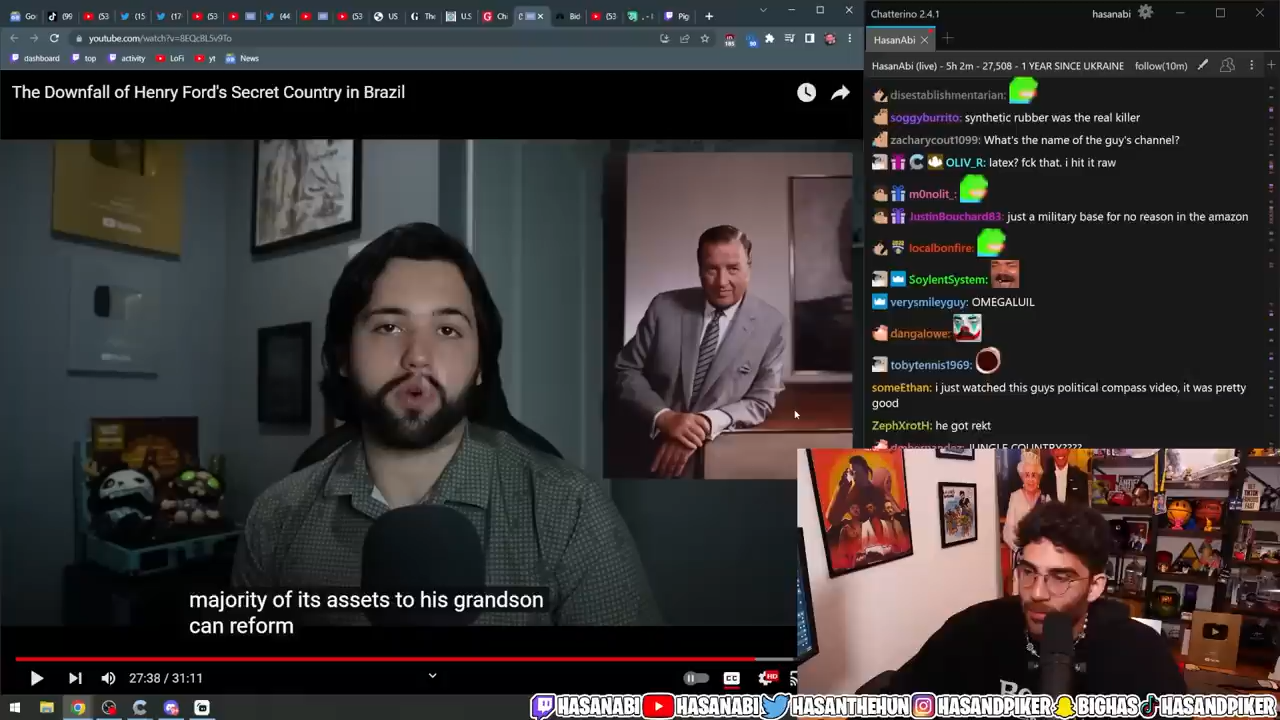 youtube.com/watch?v=8EQcBL5v9To
dashboard
top
activity
LoFi
yt
News
The Downfall of Henry Ford's Secret Country in Brazil
majority of its assets to his grandson
can reform
27:38 / 31:11
CC
HD
Chatterino 2.4.1
hasanabi
HasanAbi
HasanAbi (live) - 5h 2m - 27,508 - 1 YEAR SINCE UKRAINE
follow(10m)
disestablishmentarian:
soggyburrito: synthetic rubber was the real killer
zacharycout1099: What's the name of the guy's channel?
OLIV_R: latex? fck that. i hit it raw
m0nolit_:
JustinBouchard83: just a military base for no reason in the amazon
localbonfire:
SoylentSystem:
verysmileyguy: OMEGALUIL
dangalowe:
tobytennis1969:
someEthan: i just watched this guys political compass video, it was pretty
good
ZephXrotH: he got rekt
JUNGLE COUNTRY????
HASANABI HASANABI HASANTHEHUN HASANDPIKER BIGHAS HASANDPIKER